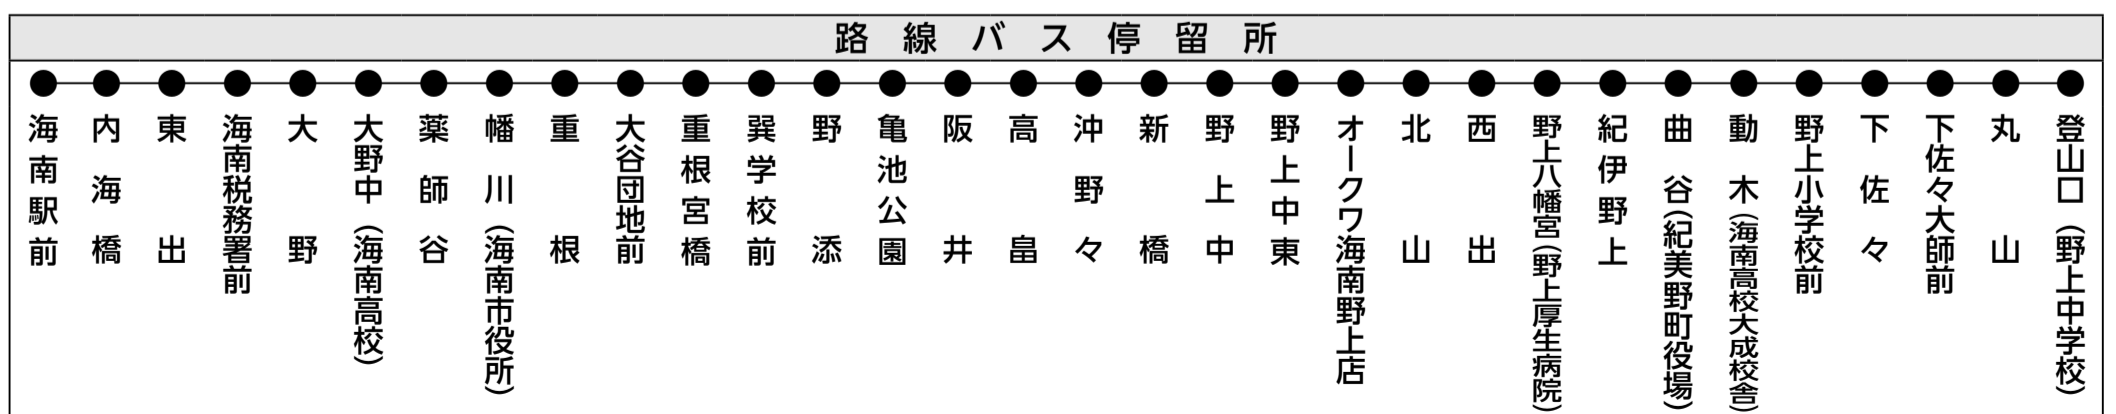 路線バス停留所
海南駅前
内海橋
東出
海南税務署前
大野
大野中（海南高校）
薬師谷
幡川（海南市役所）
重根
大谷団地前
重根宮橋
巽学校前
野添
亀池公園
阪井
高畠
沖野々
新橋
野上中
野上中東
オークワ海南野上店
北山
西出
野上八幡宮（野上厚生病院）
紀伊野上
曲谷（紀美野町役場）
動木（海南高校大成校舎）
野上小学校前
下佐々
下佐々大師前
丸山
登山口（野上中学校）